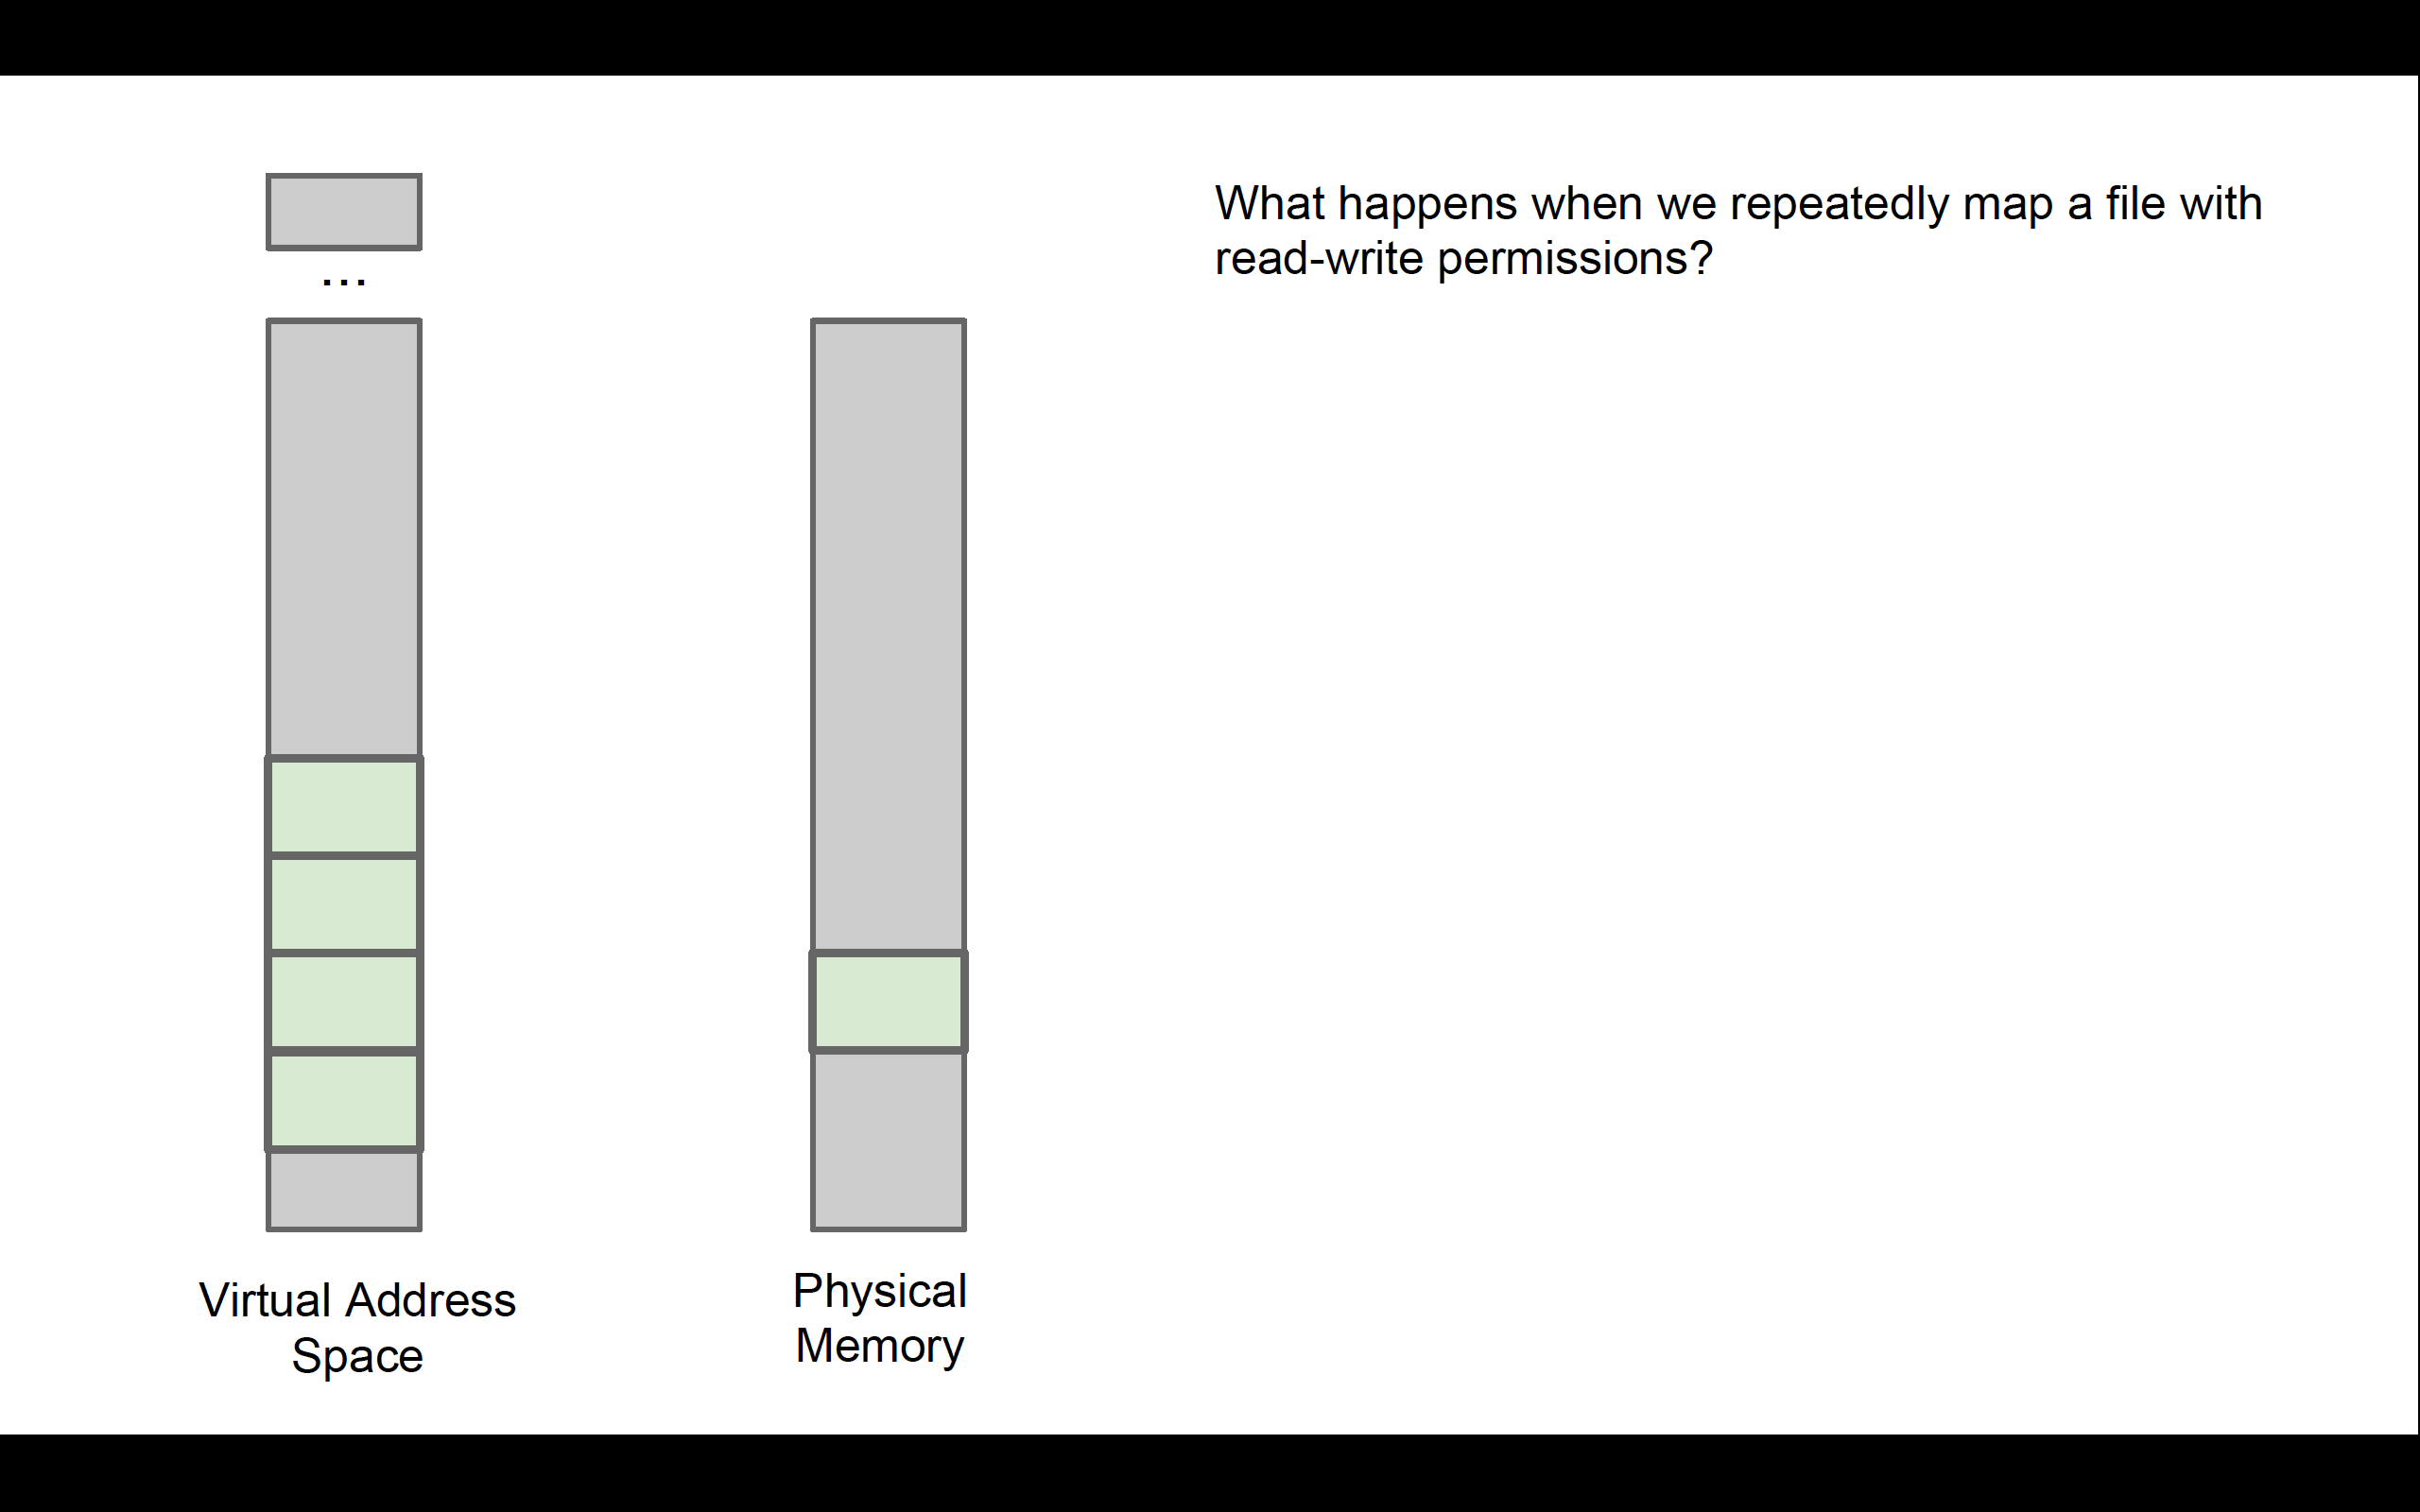 What happens when we repeatedly map a file with
read-write permissions?
...
Virtual Address
Space
Physical
Memory